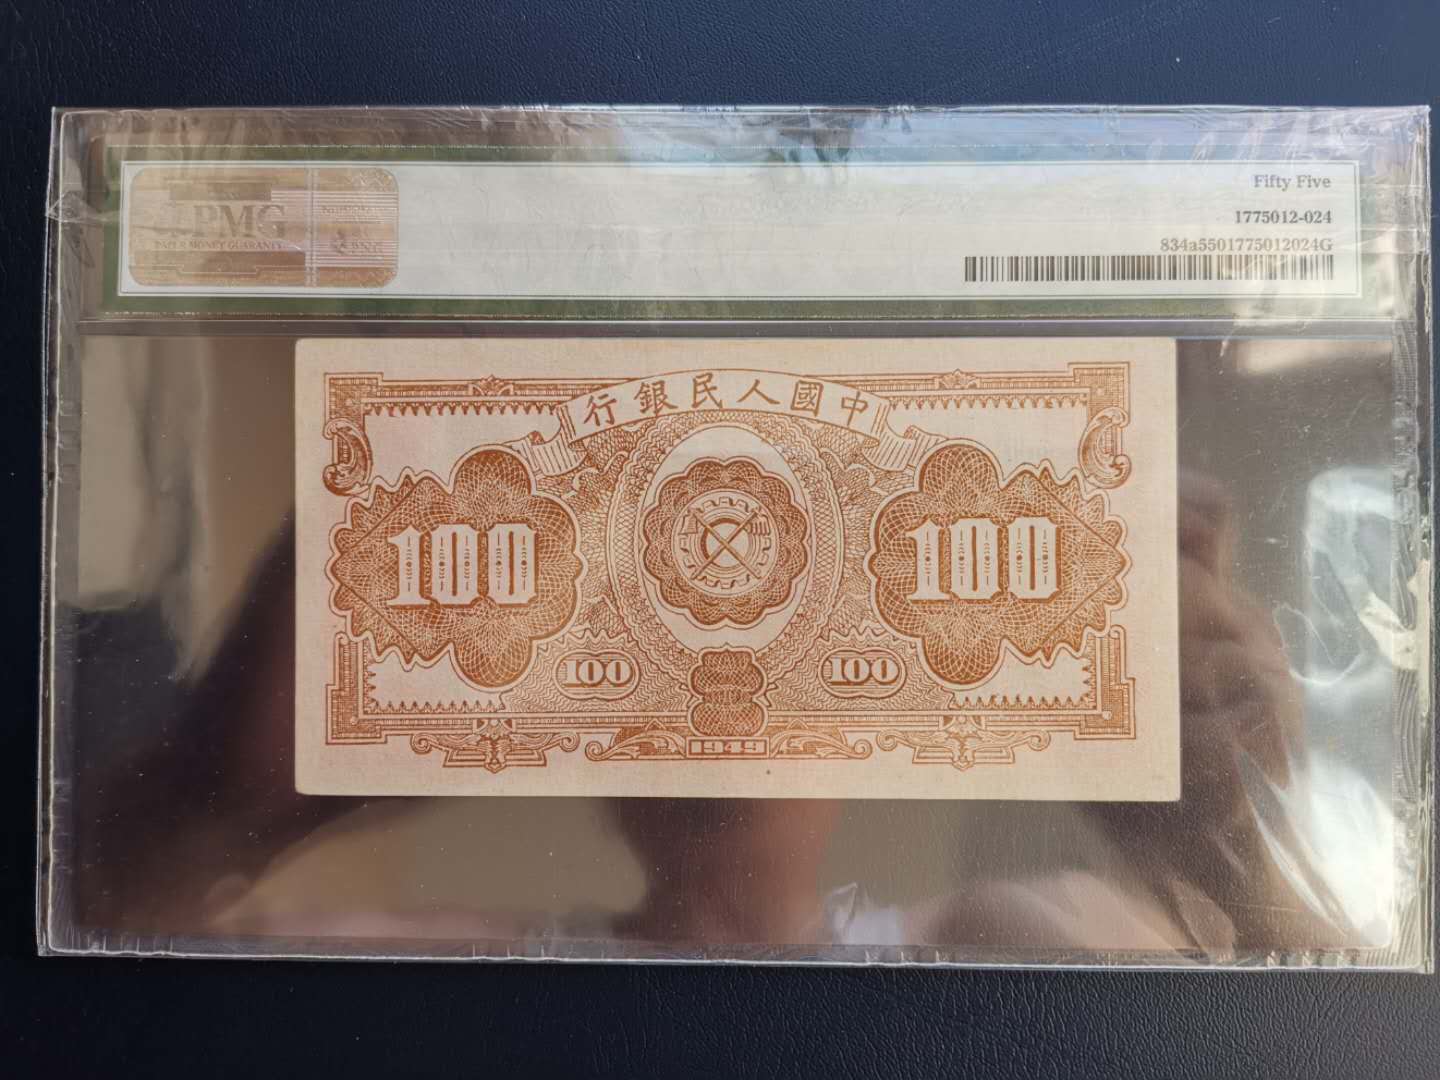 Fifty Five
PMG
PAPER MONEY GUARANTY
1775012-024
834a5501775012024G
行銀民人國中
100
100
100
100
1949